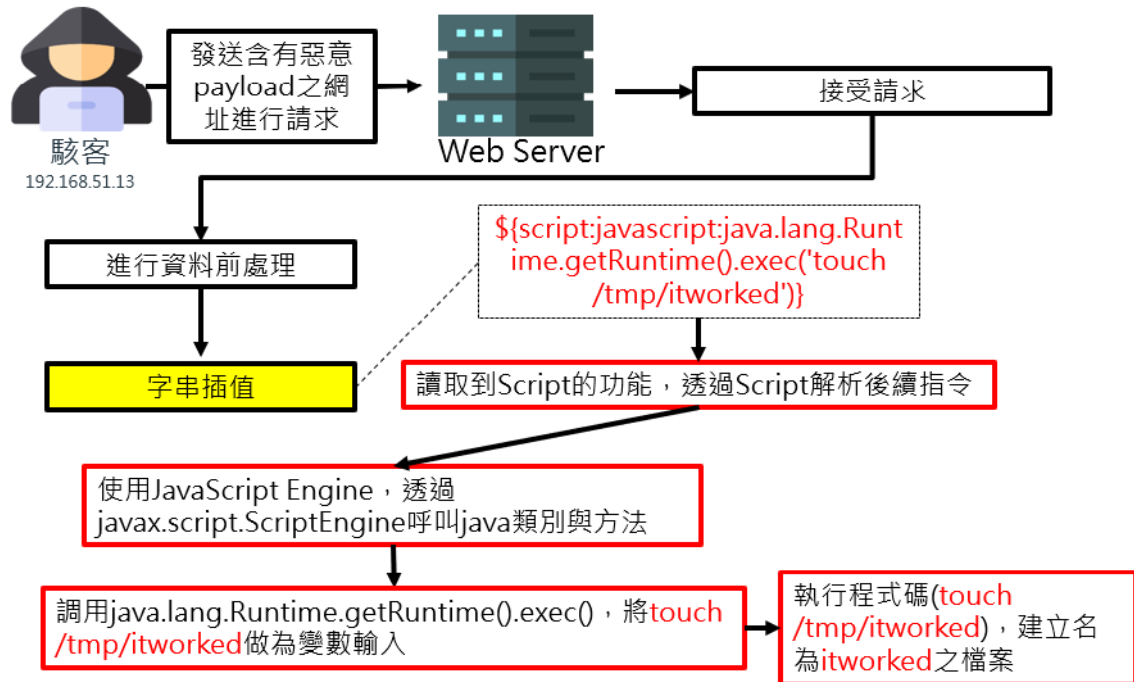 發送含有惡意
payload之網
址進行請求
駭客
192.168.51.13
Web Server
接受請求
進行資料前處理
字串插值
${script:javascript:java.lang.Runt
ime.getRuntime().exec('touch
/tmp/itworked')}
讀取到Script的功能，透過Script解析後續指令
使用JavaScript Engine，透過
javax.script.ScriptEngine呼叫java類別與方法
調用java.lang.Runtime.getRuntime().exec()，將touch
/tmp/itworked做為變數輸入
執行程式碼(touch
/tmp/itworked)，建立名
為itworked之檔案